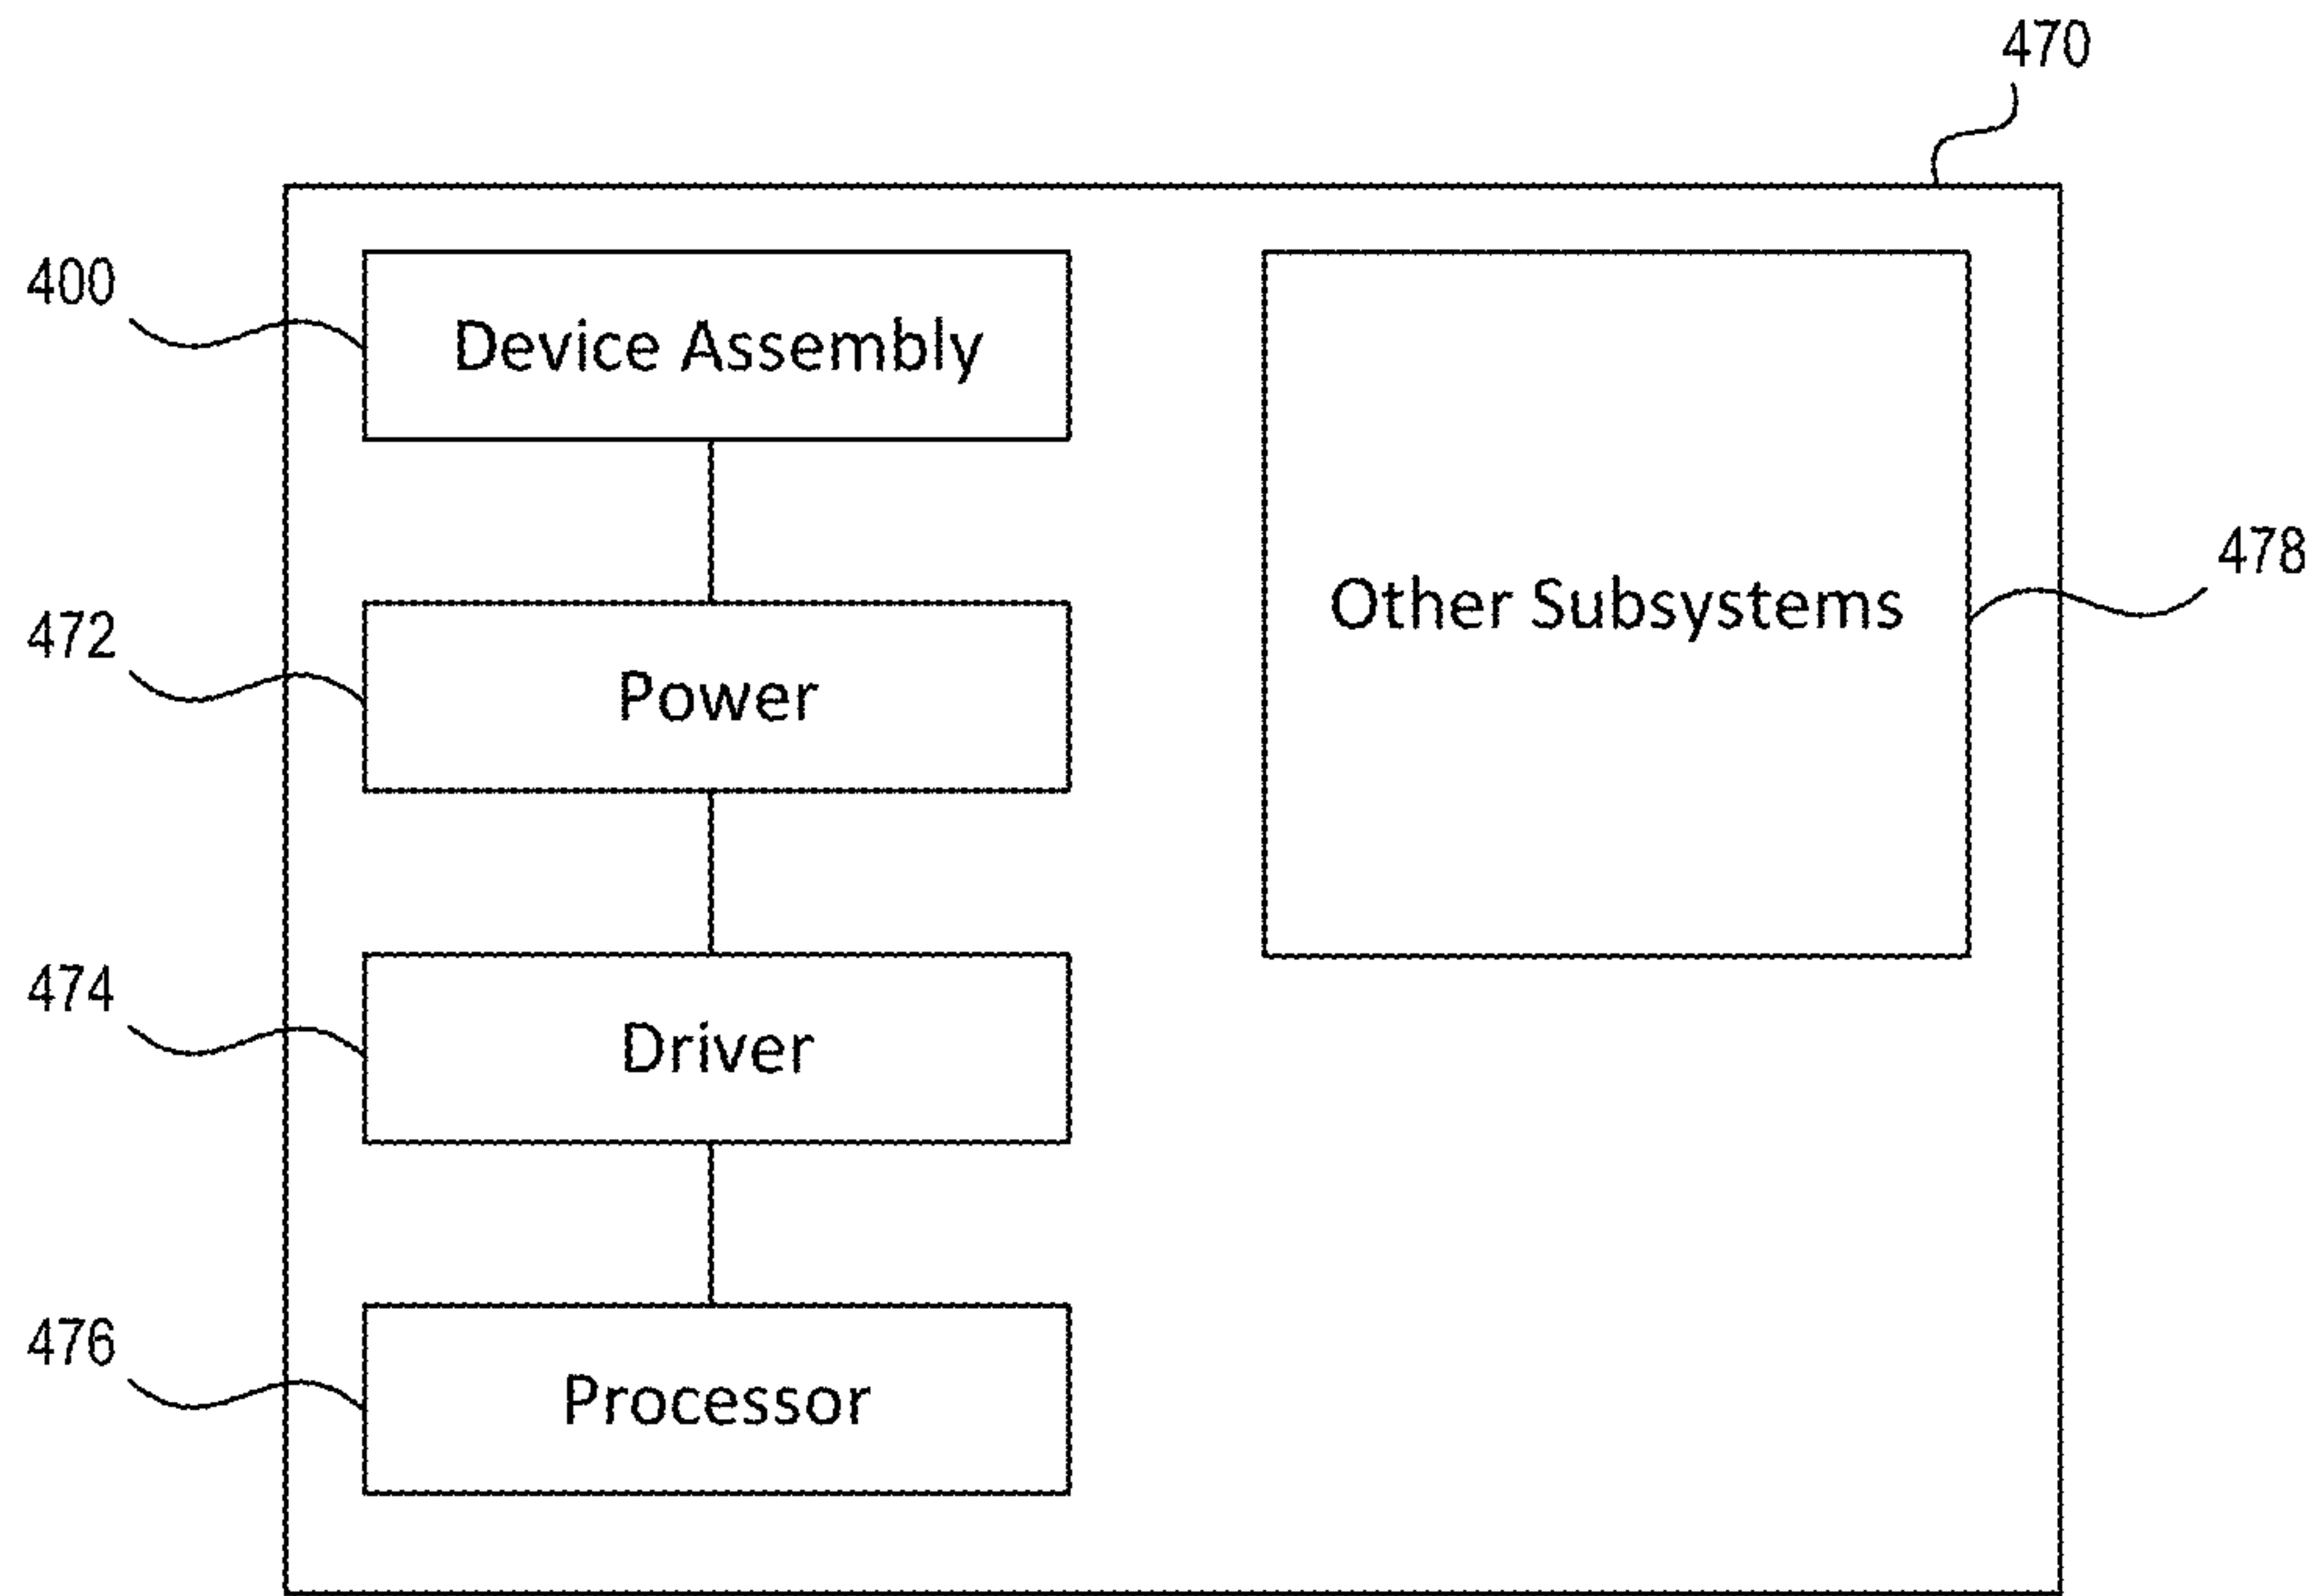 470
400
Device Assembly
478
Other Subsystems
472
Power
474
Driver
476
Processor